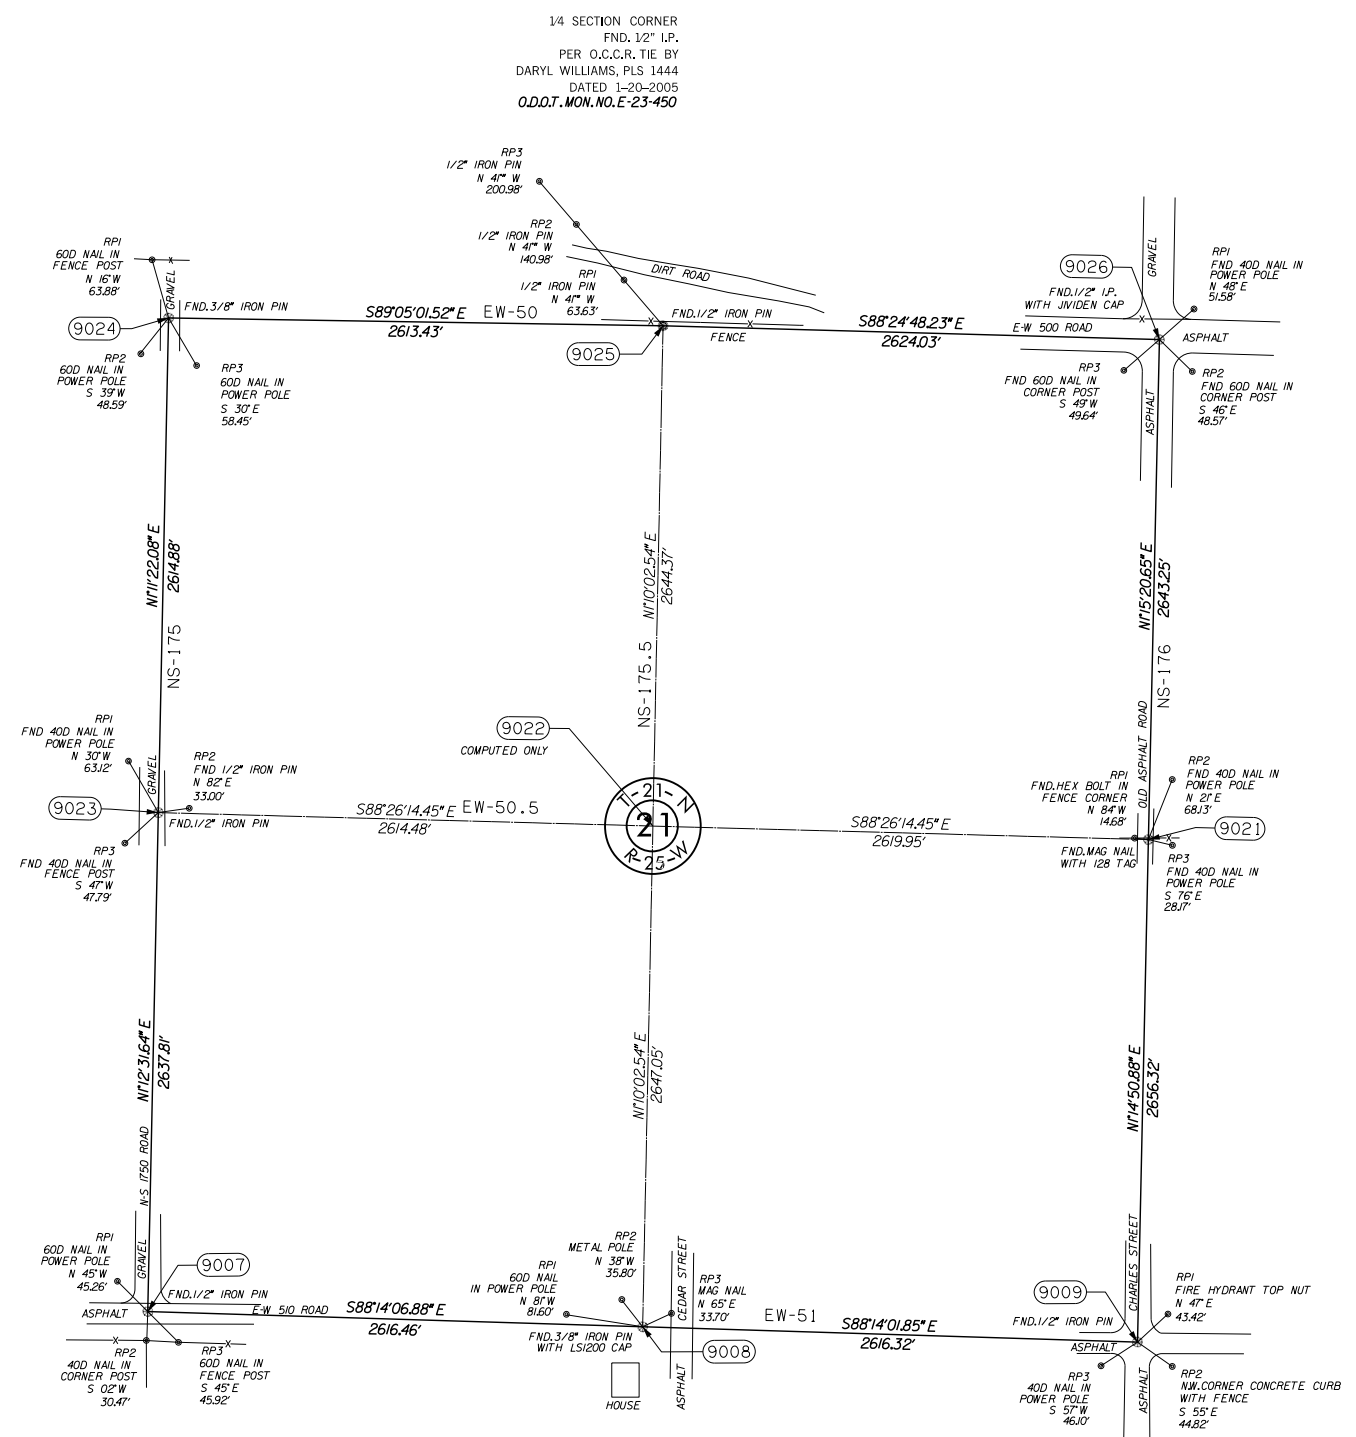 1/4 SECTION CORNER
FND. 1/2" I.P.
PER O.C.C.R. TIE BY
DARYL WILLIAMS, PLS 1444
DATED 1-20-2005
O.D.O.T. MON. NO. E-23-450
RP3
1/2" IRON PIN
N 41°" W
200.98'
RP2
1/2" IRON PIN
N 41°" W
140.98'
RP1
1/2" IRON PIN
N 41°" W
63.63'
DIRT ROAD
RP1
60D NAIL IN
FENCE POST
N 16°W
63.88'
GRAVEL
FND. 3/8" IRON PIN
9024
S89°05'01.52" E
EW-50
2613.43'
FND. 1/2" IRON PIN
FENCE
9025
S88°24'48.23" E
2624.03'
E-W 500 ROAD
9026
GRAVEL
FND. 1/2" I.P.
WITH JIVIDEN CAP
RP1
FND 40D NAIL IN
POWER POLE
N 48°E
51.58'
ASPHALT
RP2
60D NAIL IN
POWER POLE
S 39°W
48.59'
RP3
60D NAIL IN
POWER POLE
S 30°E
58.45'
RP3
FND 60D NAIL IN
CORNER POST
S 49°W
49.64'
ASPHALT
RP2
FND 60D NAIL IN
CORNER POST
S 46°E
48.57'
N1°11'22.08" E
2614.88'
NS-175
N1°10'02.54" E
2644.37'
NS-175.5
N1°15'20.65" E
2643.25'
NS-176
OLD ASPHALT ROAD
RP1
FND 40D NAIL IN
POWER POLE
N 30°W
63.12'
GRAVEL
RP2
FND 1/2" IRON PIN
N 82°E
33.00'
9023
FND. 1/2" IRON PIN
RP3
FND 40D NAIL IN
FENCE POST
S 47°W
47.79'
S88°26'14.45" E
EW-50.5
2614.48'
9022
COMPUTED ONLY
T-21-N
21
R-25-W
S88°26'14.45" E
2619.95'
RP1
FND. HEX BOLT IN
FENCE CORNER
N 84°W
14.68'
FND. MAG NAIL
WITH 128 TAG
RP2
FND 40D NAIL IN
POWER POLE
N 21°E
68.13'
9021
RP3
FND 40D NAIL IN
POWER POLE
S 76°E
28.17'
N1°12'31.64" E
2637.81'
N-S 1750 ROAD
N1°10'02.54" E
2647.05'
N1°14'50.88" E
2656.32'
CHARLES STREET
RP1
60D NAIL IN
POWER POLE
N 45°W
45.26'
GRAVEL
9007
FND. 1/2" IRON PIN
ASPHALT
E-W 510 ROAD
S88°14'06.88" E
2616.46'
RP2
40D NAIL IN
CORNER POST
S 02°W
30.47'
RP3
60D NAIL IN
FENCE POST
S 45°E
45.92'
RP1
60D NAIL
IN POWER POLE
N 81°W
81.60'
RP2
METAL POLE
N 38°W
35.80'
CEDAR STREET
RP3
MAG NAIL
N 65°E
33.70'
FND. 3/8" IRON PIN
WITH LS1200 CAP
9008
HOUSE
ASPHALT
EW-51
S88°14'01.85" E
2616.32'
9009
FND. 1/2" IRON PIN
RP1
FIRE HYDRANT TOP NUT
N 47°E
43.42'
ASPHALT
RP3
40D NAIL IN
POWER POLE
S 57°W
46.10'
ASPHALT
RP2
N.W. CORNER CONCRETE CURB
WITH FENCE
S 55°E
44.82'